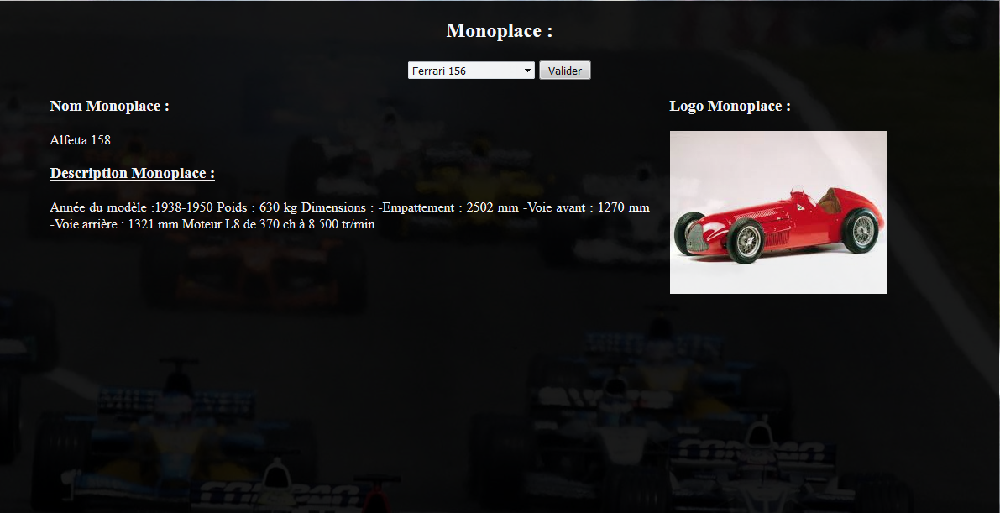 Monoplace :
Ferrari 156
Valider
Nom Monoplace :
Alfetta 158
Description Monoplace :
Année du modèle :1938-1950 Poids : 630 kg Dimensions : -Empattement : 2502 mm -Voie avant : 1270 mm
-Voie arrière : 1321 mm Moteur L8 de 370 ch à 8 500 tr/min.
Logo Monoplace :